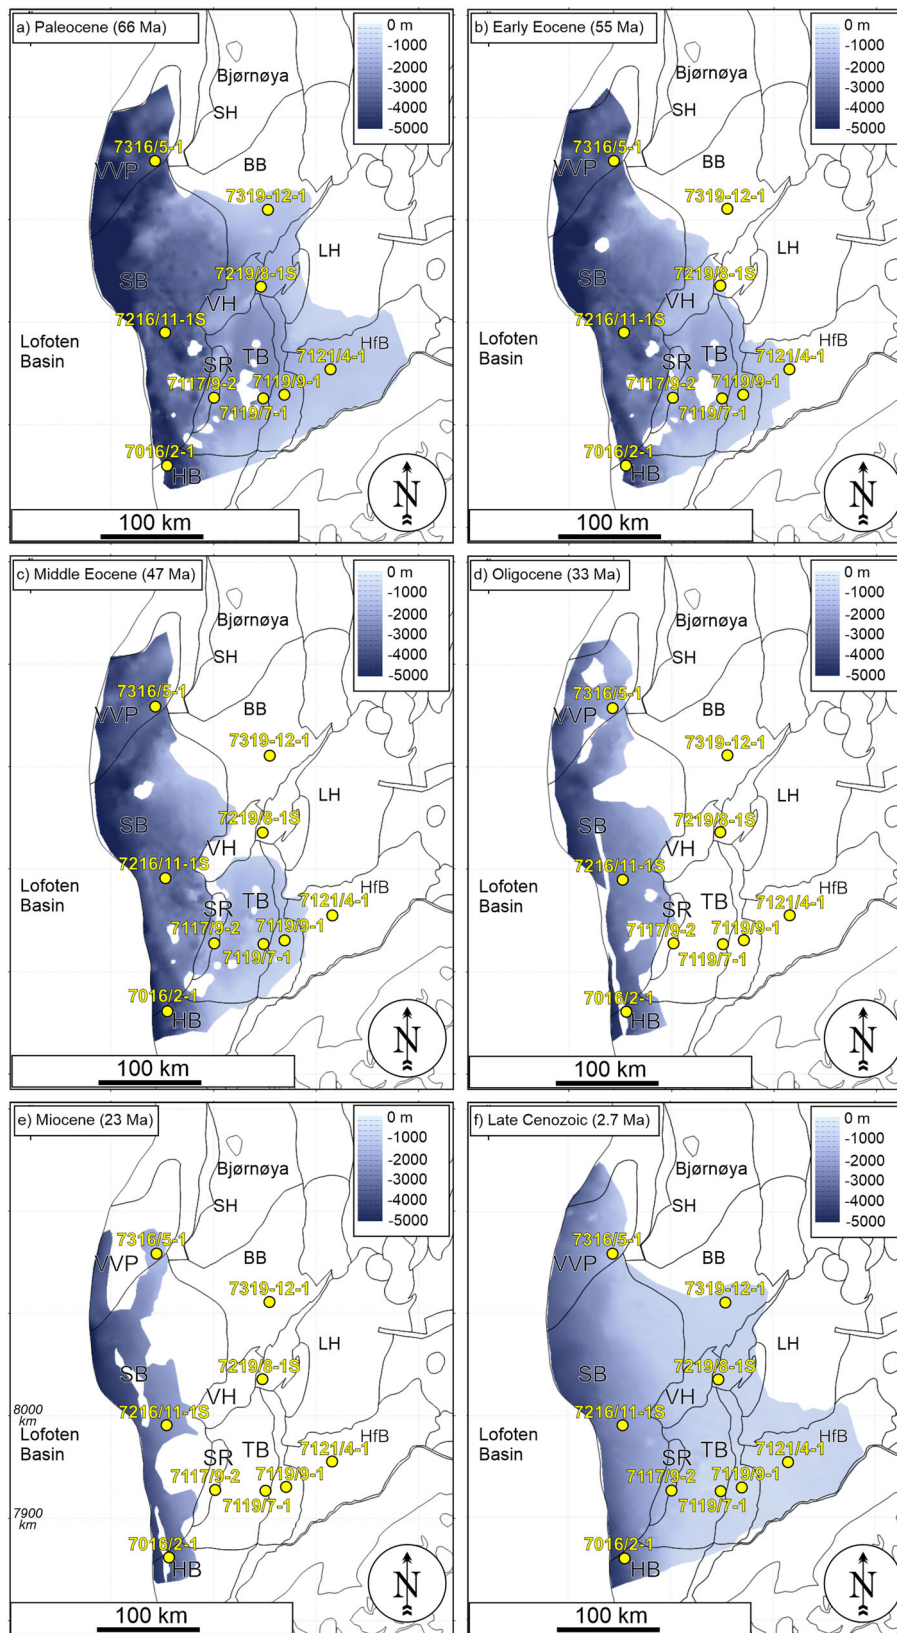 a) Paleocene (66 Ma)
0 m
-1000
-2000
-3000
-4000
-5000
Bjørnøya
SH
7316/5-1
VVP
BB
7319-12-1
LH
7219/8-1S
SB
VH
7216/11-1S
Lofoten
Basin
HfB
TB
7121/4-1
SR
7117/9-2
7119/9-1
7119/7-1
7016/2-1
HB
N
100 km
b) Early Eocene (55 Ma)
0 m
-1000
-2000
-3000
-4000
-5000
Bjørnøya
SH
7316/5-1
VVP
BB
7319-12-1
LH
7219/8-1S
SB
VH
7216/11-1S
Lofoten
Basin
HfB
TB
7121/4-1
SR
7117/9-2
7119/9-1
7119/7-1
7016/2-1
HB
N
100 km
c) Middle Eocene (47 Ma)
0 m
-1000
-2000
-3000
-4000
-5000
Bjørnøya
SH
7316/5-1
VVP
BB
7319-12-1
LH
7219/8-1S
SB
VH
7216/11-1S
Lofoten
Basin
HfB
TB
7121/4-1
SR
7117/9-2
7119/9-1
7119/7-1
7016/2-1
HB
N
100 km
d) Oligocene (33 Ma)
0 m
-1000
-2000
-3000
-4000
-5000
Bjørnøya
SH
7316/5-1
VVP
BB
7319-12-1
LH
7219/8-1S
SB
VH
7216/11-1S
Lofoten
Basin
HfB
TB
7121/4-1
SR
7117/9-2
7119/9-1
7119/7-1
7016/2-1
HB
N
100 km
e) Miocene (23 Ma)
0 m
-1000
-2000
-3000
-4000
-5000
Bjørnøya
SH
7316/5-1
VVP
BB
7319-12-1
LH
7219/8-1S
SB
VH
8000
km
7216/11-1S
Lofoten
Basin
HfB
TB
7121/4-1
SR
7117/9-2
7119/9-1
7119/7-1
7900
km
7016/2-1
HB
N
100 km
f) Late Cenozoic (2.7 Ma)
0 m
-1000
-2000
-3000
-4000
-5000
Bjørnøya
SH
7316/5-1
VVP
BB
7319-12-1
LH
7219/8-1S
SB
VH
7216/11-1S
Lofoten
Basin
HfB
TB
7121/4-1
SR
7117/9-2
7119/9-1
7119/7-1
7016/2-1
HB
N
100 km